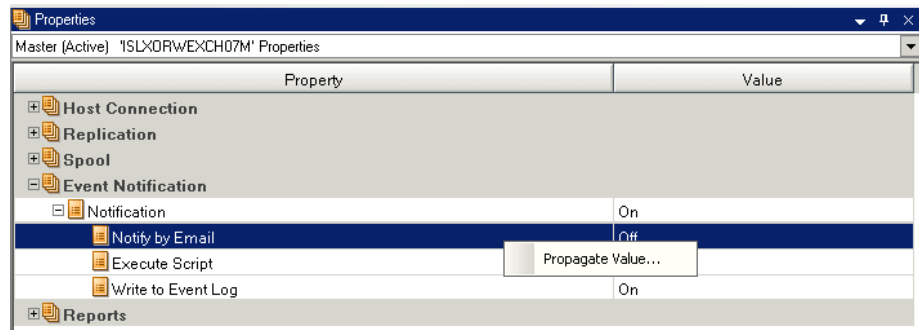 Properties
Master (Active) 'ISLXORWEXCH07M' Properties
Property Value
Host Connection
Replication
Spool
Event Notification
Notification On
Notify by Email Off
Execute Script
Propagate Value...
Write to Event Log On
Reports